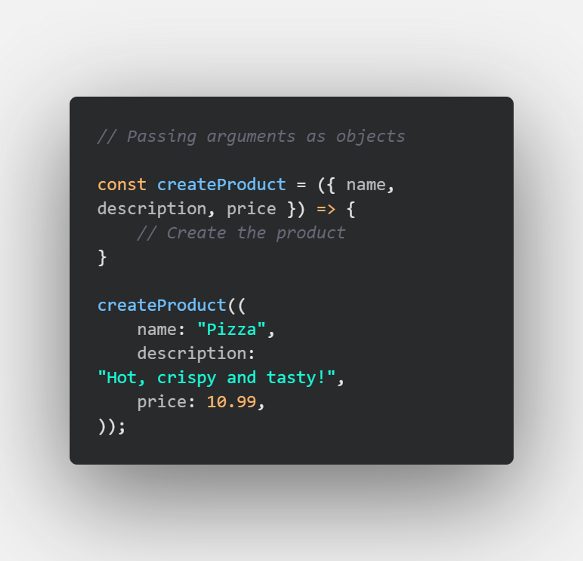 // Passing arguments as objects
const createProduct = ({ name,
description, price }) => {
// Create the product
}
createProduct((
name: "Pizza",
description:
"Hot, crispy and tasty!",
price: 10.99,
));